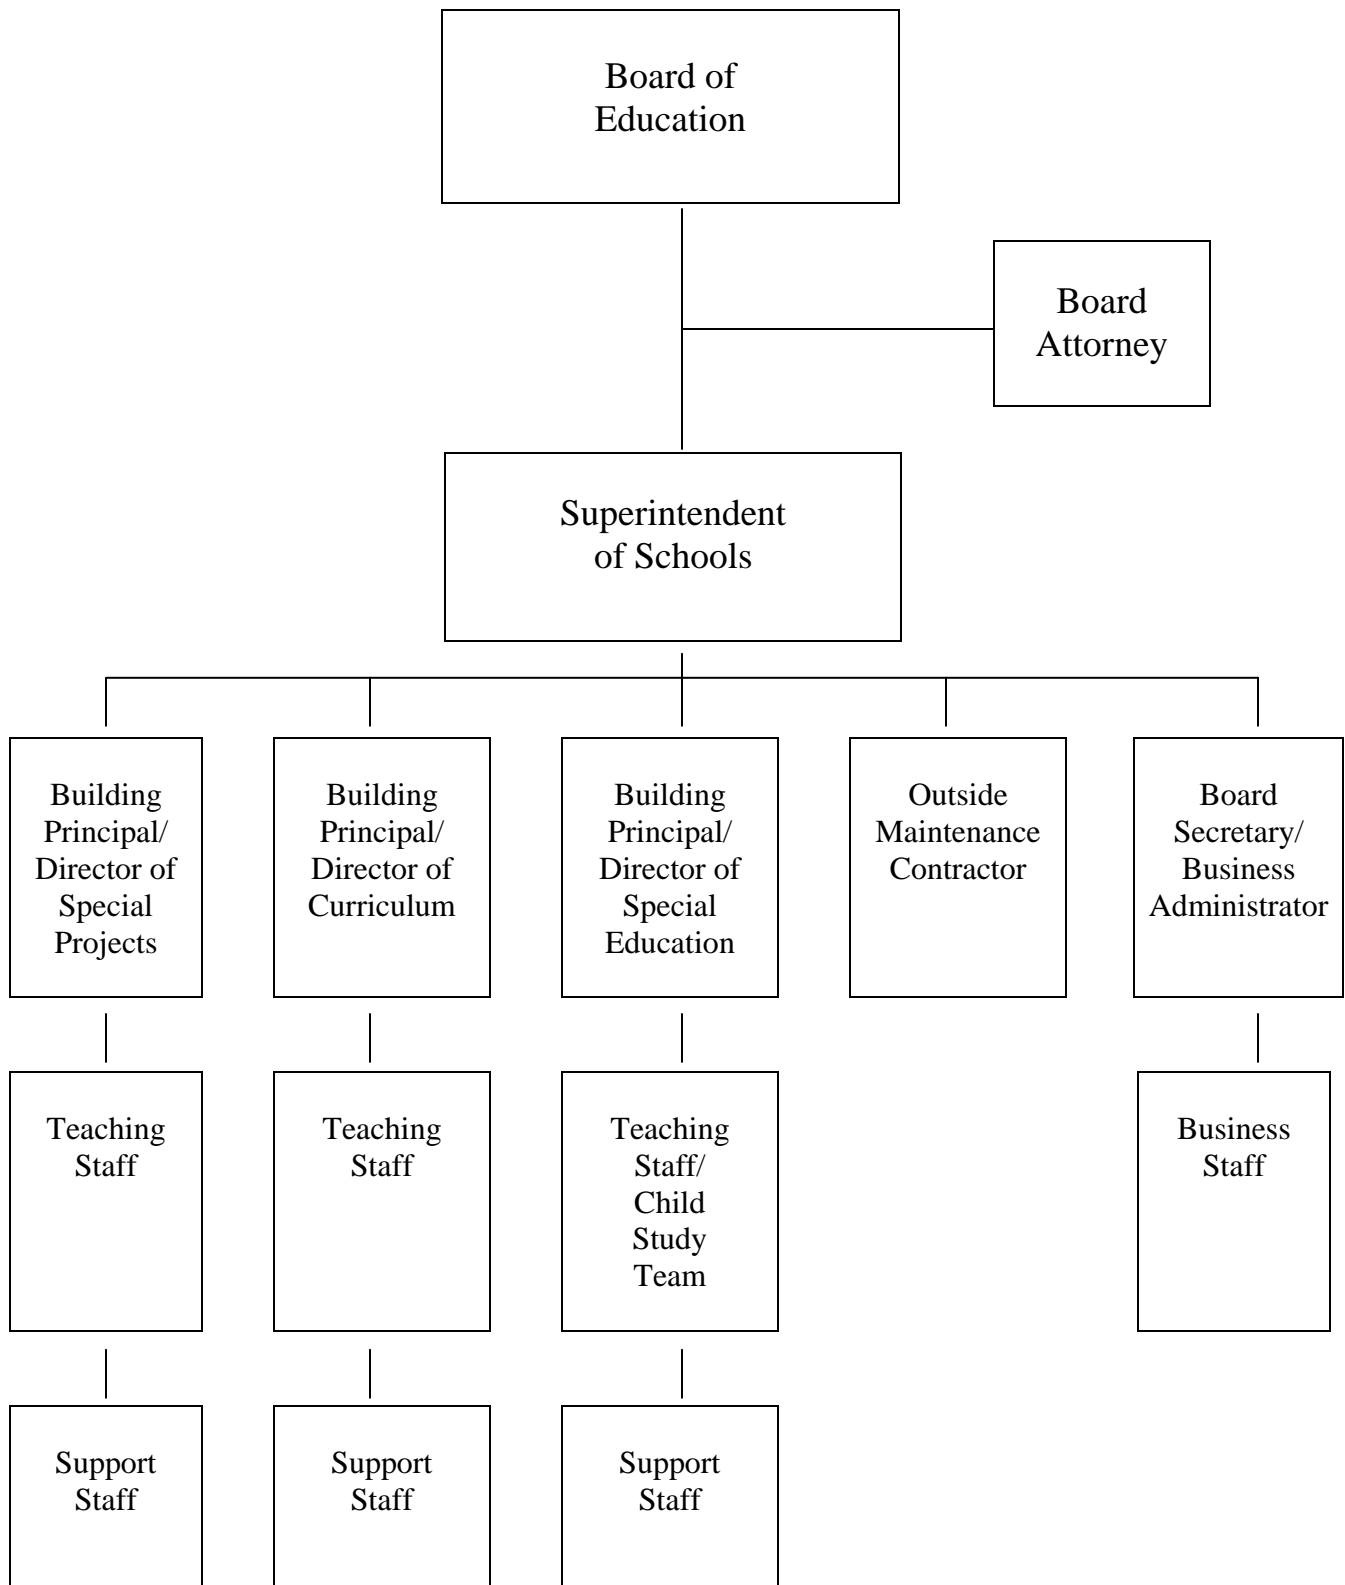 Board of
Education
Board
Attorney
Superintendent
of Schools
Building
Principal/
Director of
Special
Projects
Building
Principal/
Director of
Curriculum
Building
Principal/
Director of
Special
Education
Outside
Maintenance
Contractor
Board
Secretary/
Business
Administrator
Teaching
Staff
Teaching
Staff
Teaching
Staff/
Child
Study
Team
Business
Staff
Support
Staff
Support
Staff
Support
Staff